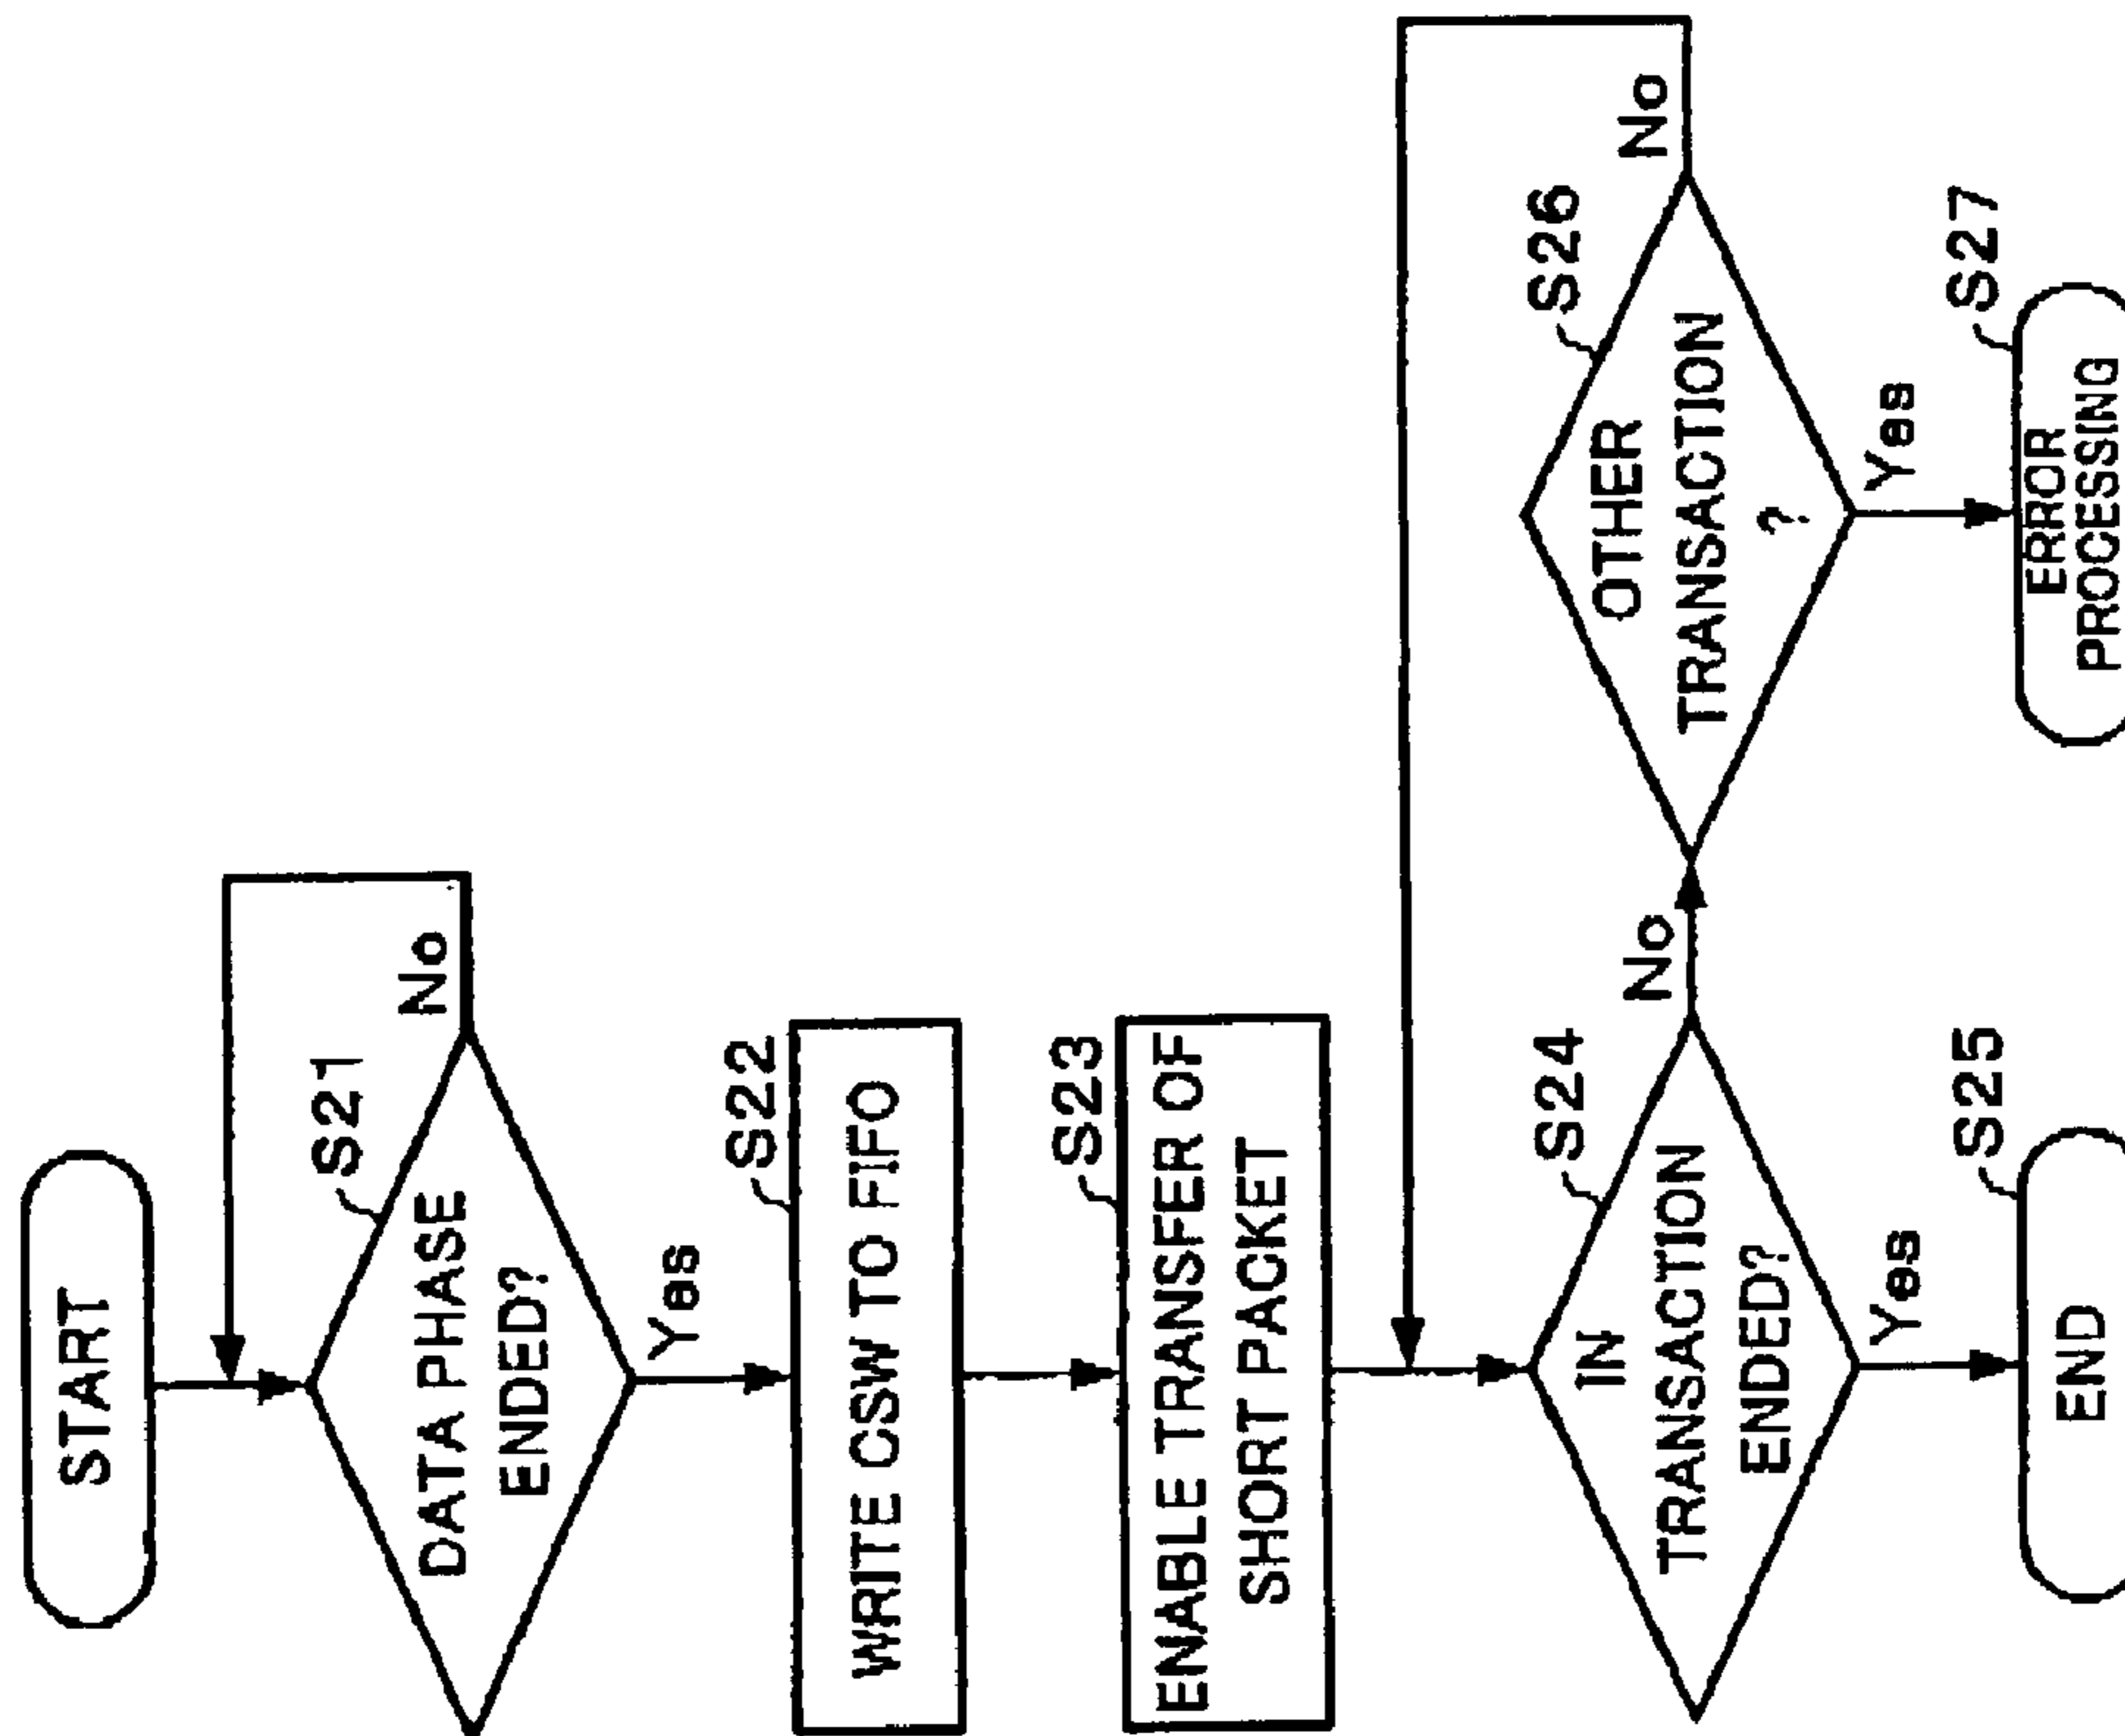 START
S21
DATA PHASE
ENDED?
No
Yes
S22
WRITE CSW TO FIFO
S23
ENABLE TRANSFER OF
SHORT PACKET
S24
IN
TRANSACTION
ENDED?
No
Yes
S25
END
S26
OTHER
TRANSACTION
?
No
Yes
S27
ERROR
PROCESSING